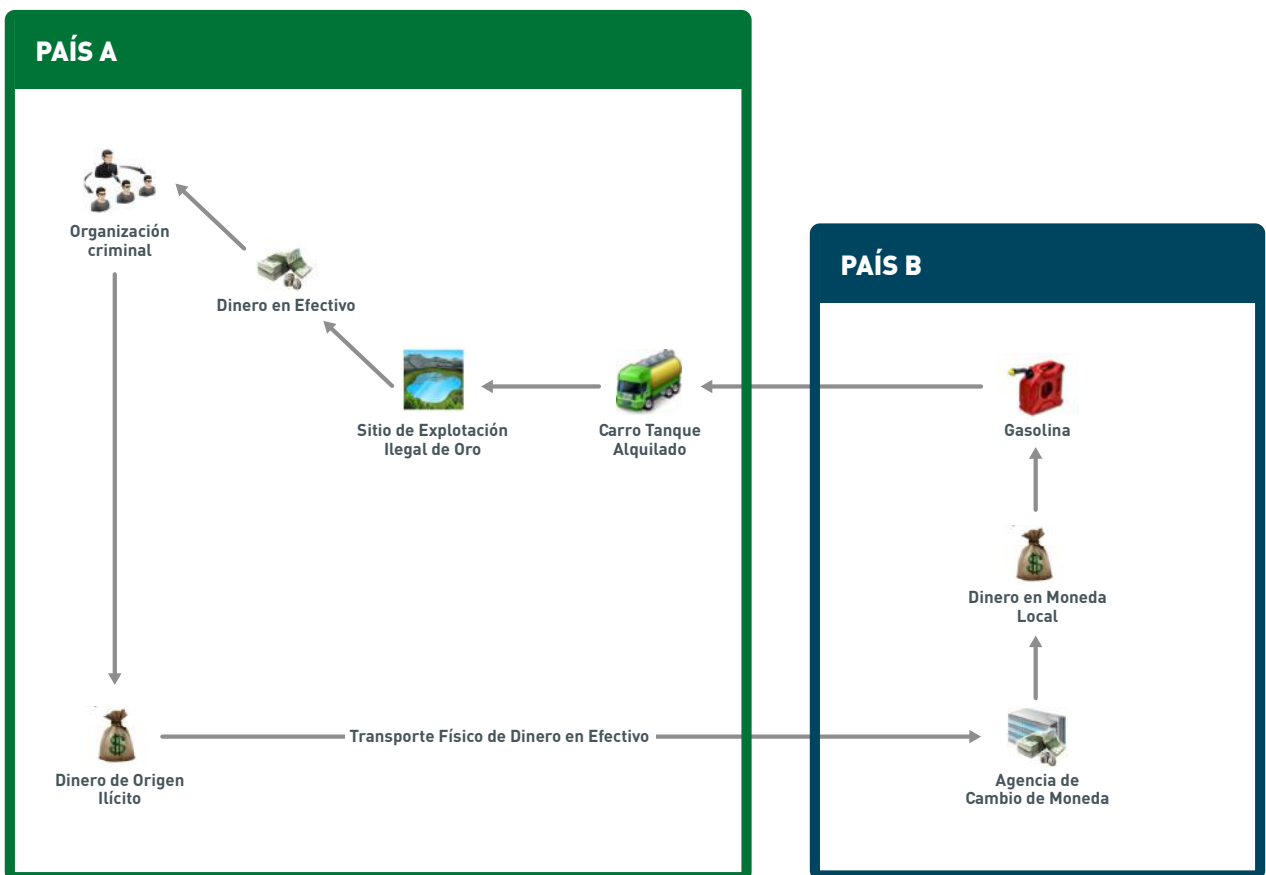 PAÍS A
Organización
criminal
Dinero en Efectivo
Sitio de Explotación
Ilegal de Oro
Carro Tanque
Alquilado
Dinero de Origen
Ilícito
Transporte Físico de Dinero en Efectivo
PAÍS B
Gasolina
Dinero en Moneda
Local
Agencia de
Cambio de Moneda